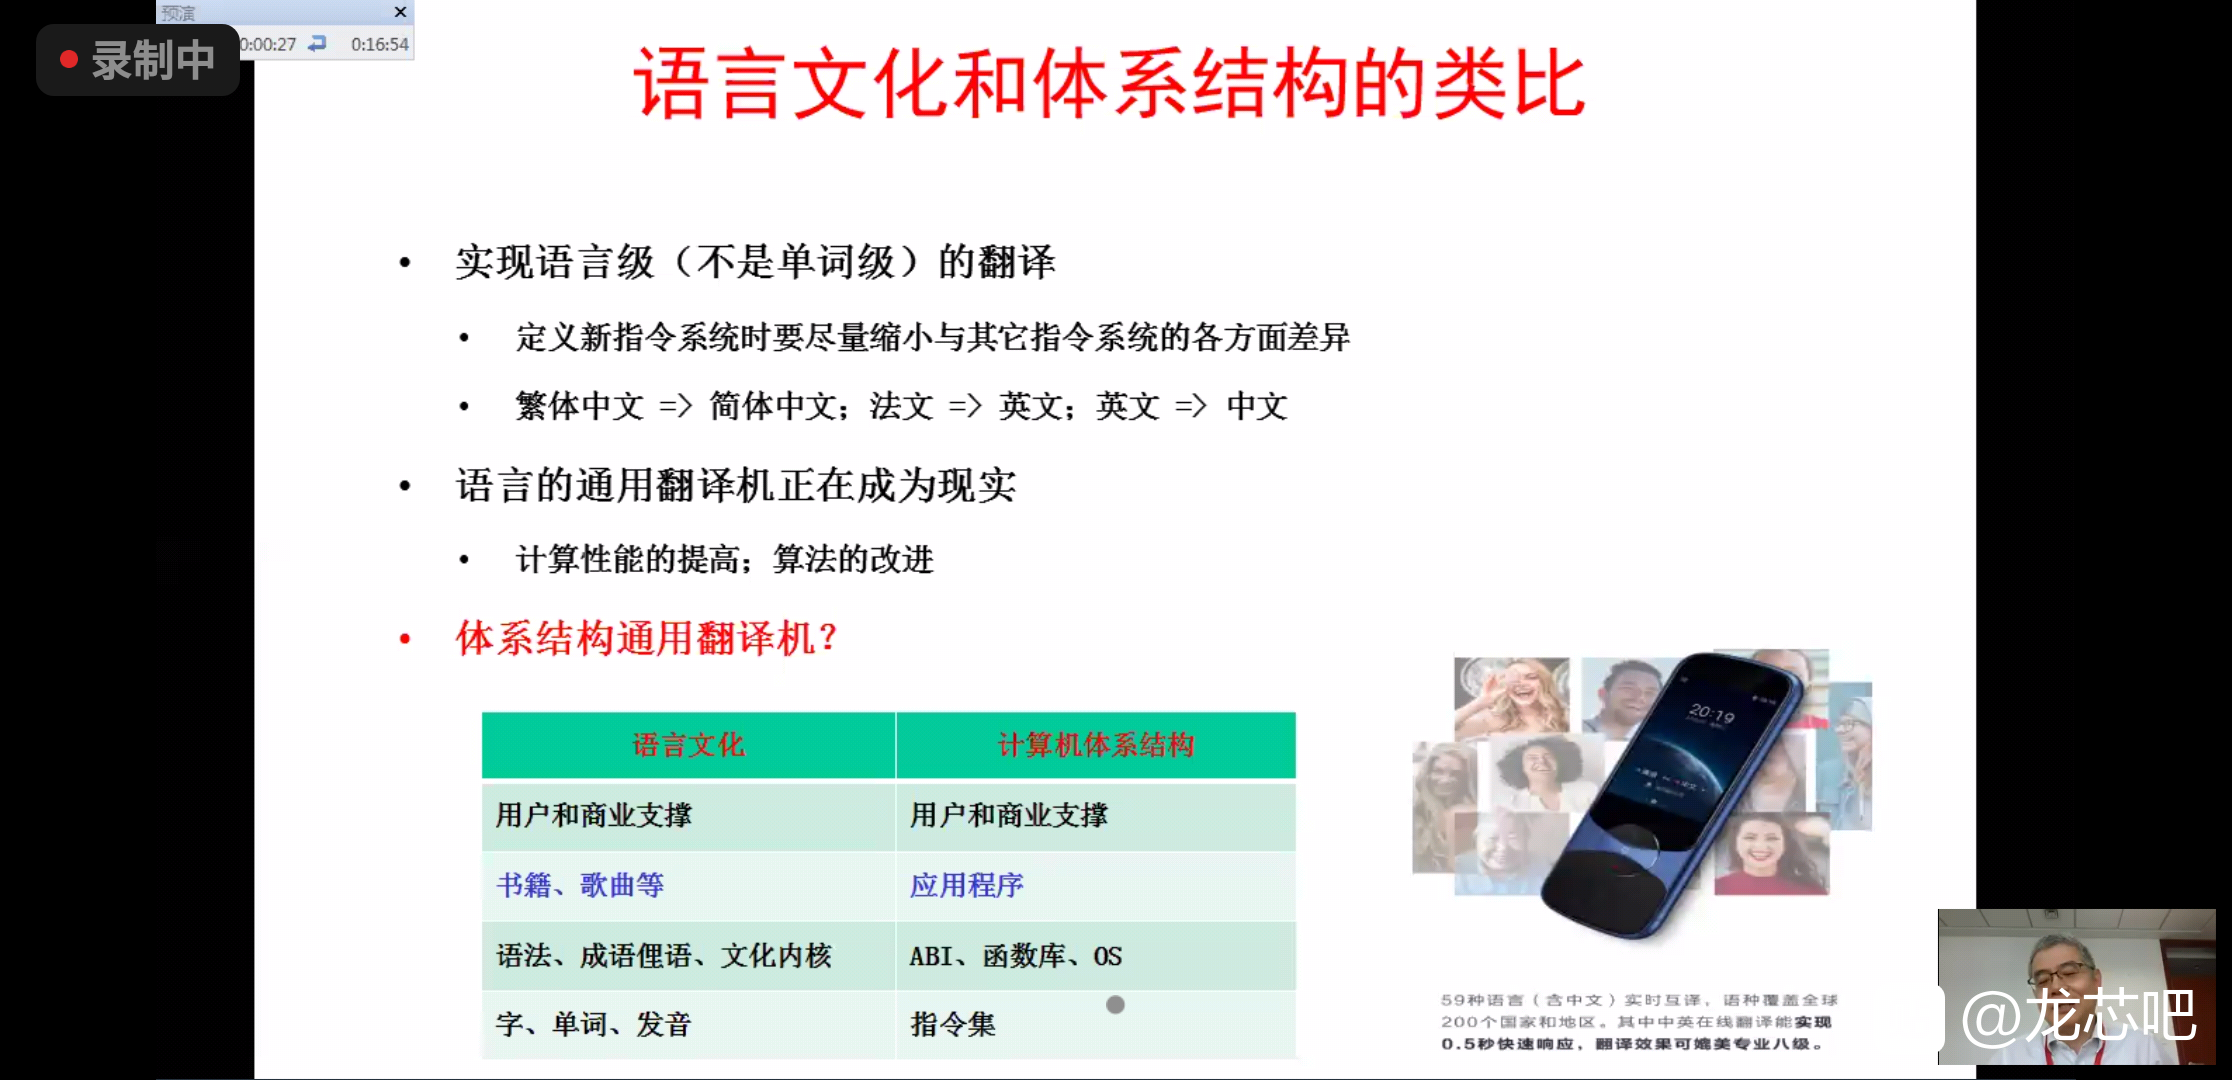 预演
录制中
0:00:27
0:16:54
语言文化和体系结构的类比
• 实现语言级（不是单词级）的翻译
• 定义新指令系统时要尽量缩小与其它指令系统的各方面差异
• 繁体中文 => 简体中文；法文 => 英文；英文 => 中文
• 语言的通用翻译机正在成为现实
• 计算性能的提高；算法的改进
• 体系结构通用翻译机？
语言文化 计算机体系结构
用户和商业支撑 用户和商业支撑
书籍、歌曲等 应用程序
语法、成语俚语、文化内核 ABI、函数库、OS
字、单词、发音 指令集
20:19
59种语言（含中文）实时互译，语种覆盖全球
200个国家和地区。其中中英在线翻译能实现
0.5秒快速响应，翻译效果可媲美专业八级。
@龙芯吧